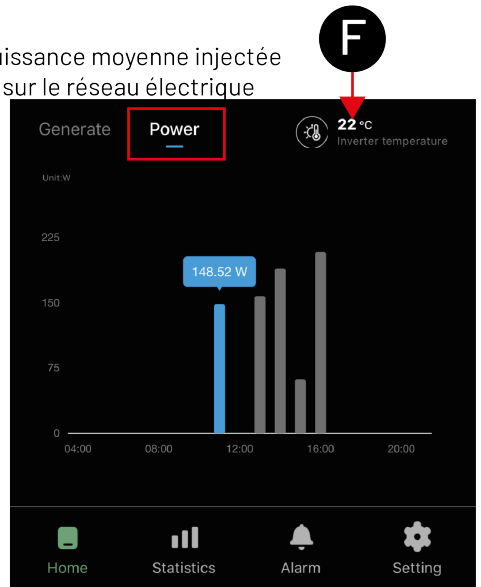 uissance moyenne injectée
sur le réseau électrique
F
Generate Power
22 °C
Inverter temperature
Unit:W
225
148.52 W
150
75
0
04:00 08:00 12:00 16:00 20:00
Home Statistics Alarm Setting